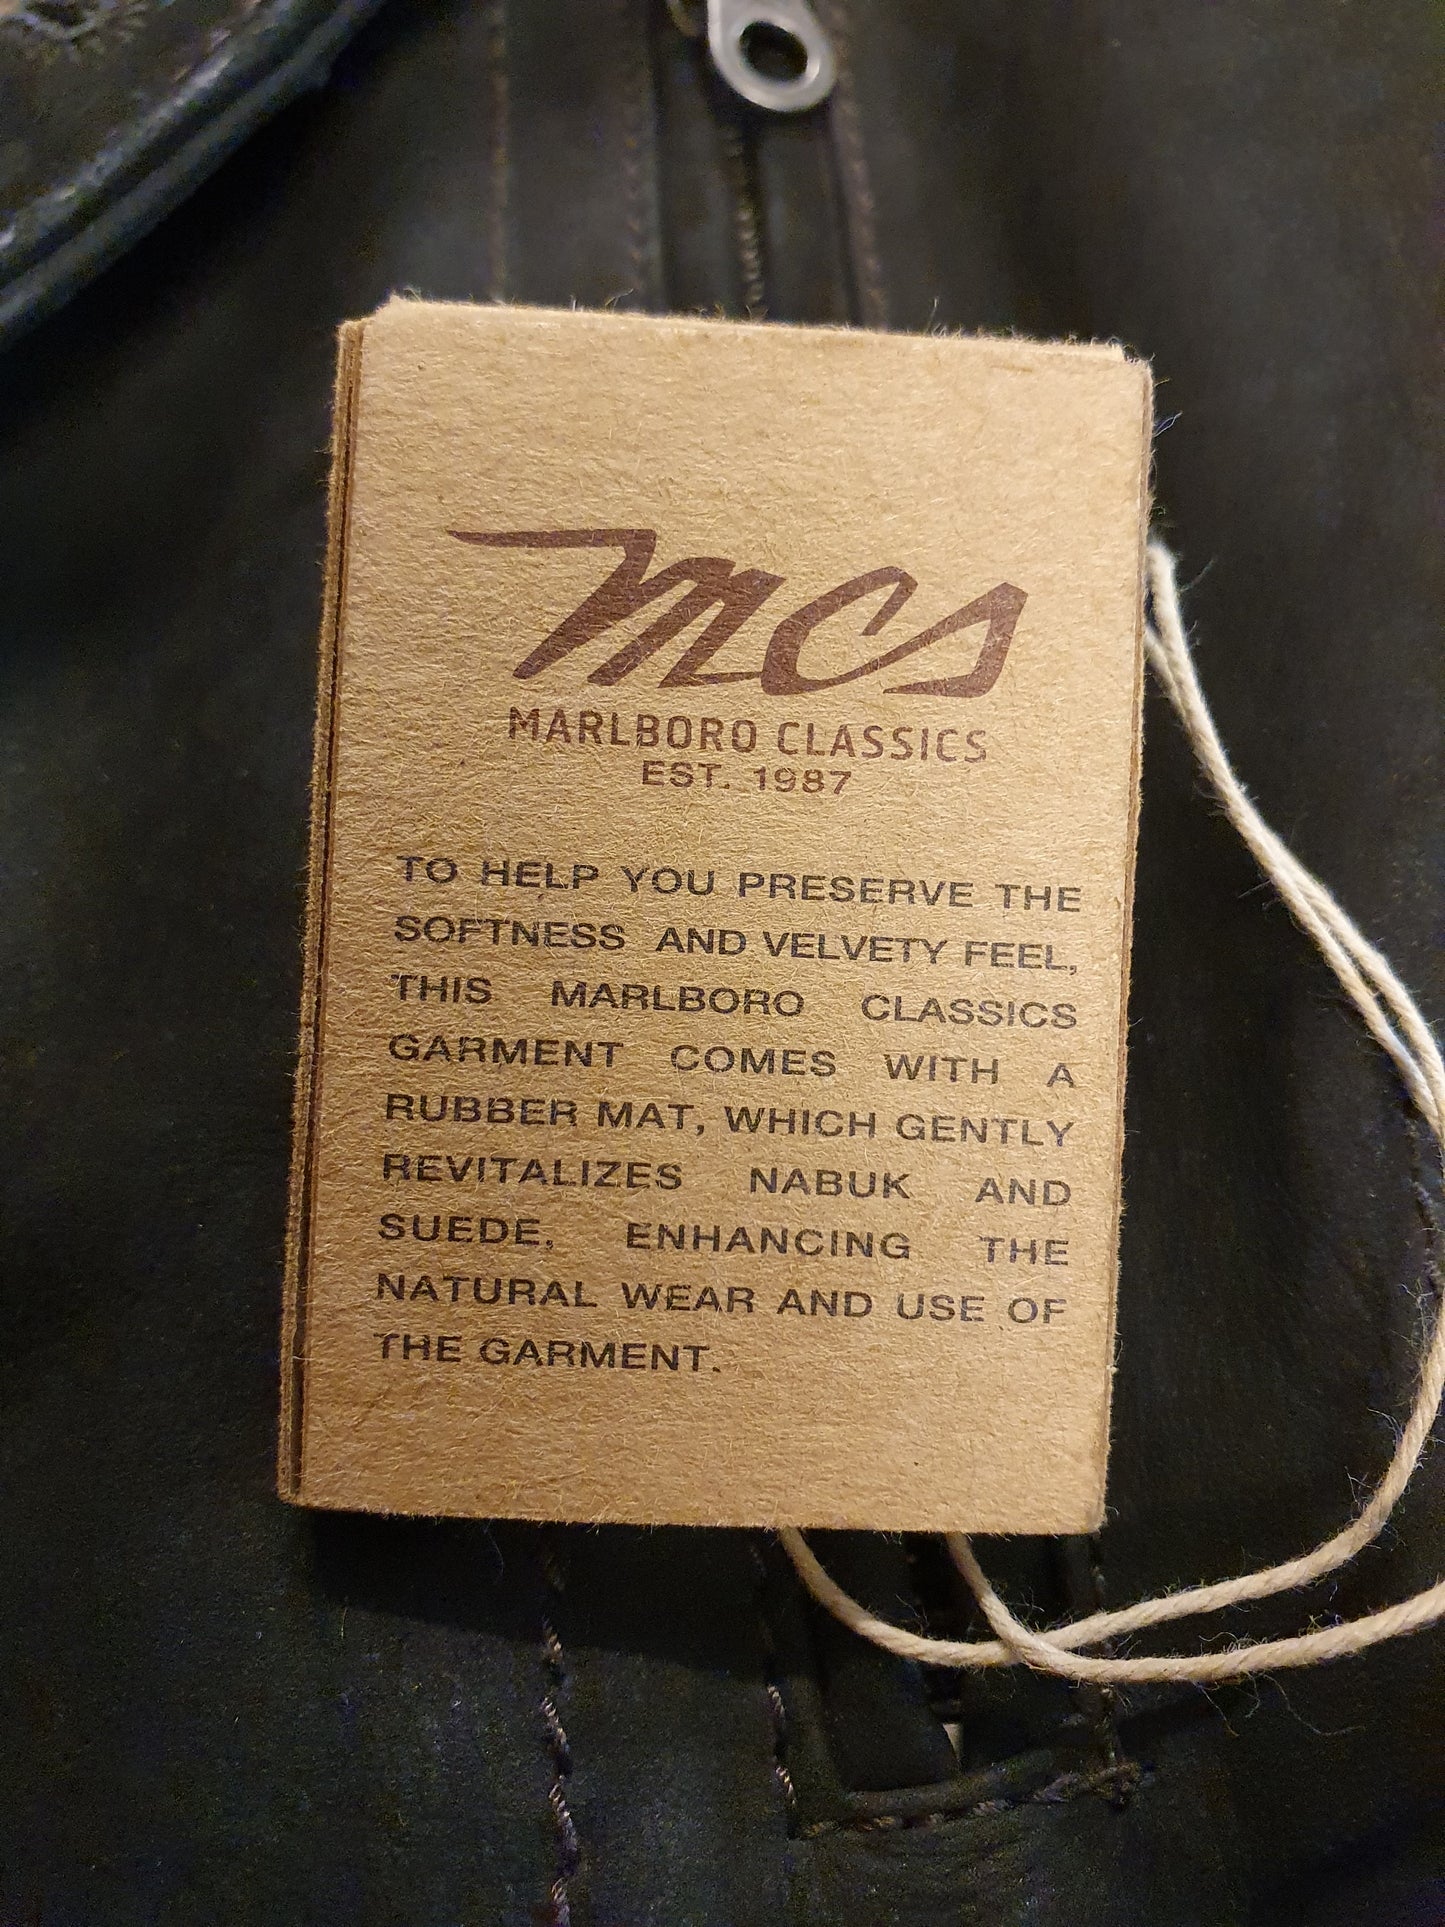 mcs
MARLBORO CLASSICS
EST. 1987
TO HELP YOU PRESERVE THE
SOFTNESS AND VELVETY FEEL,
THIS MARLBORO CLASSICS
GARMENT COMES WITH A
RUBBER MAT, WHICH GENTLY
REVITALIZES NABUK AND
SUEDE, ENHANCING THE
NATURAL WEAR AND USE OF
THE GARMENT.